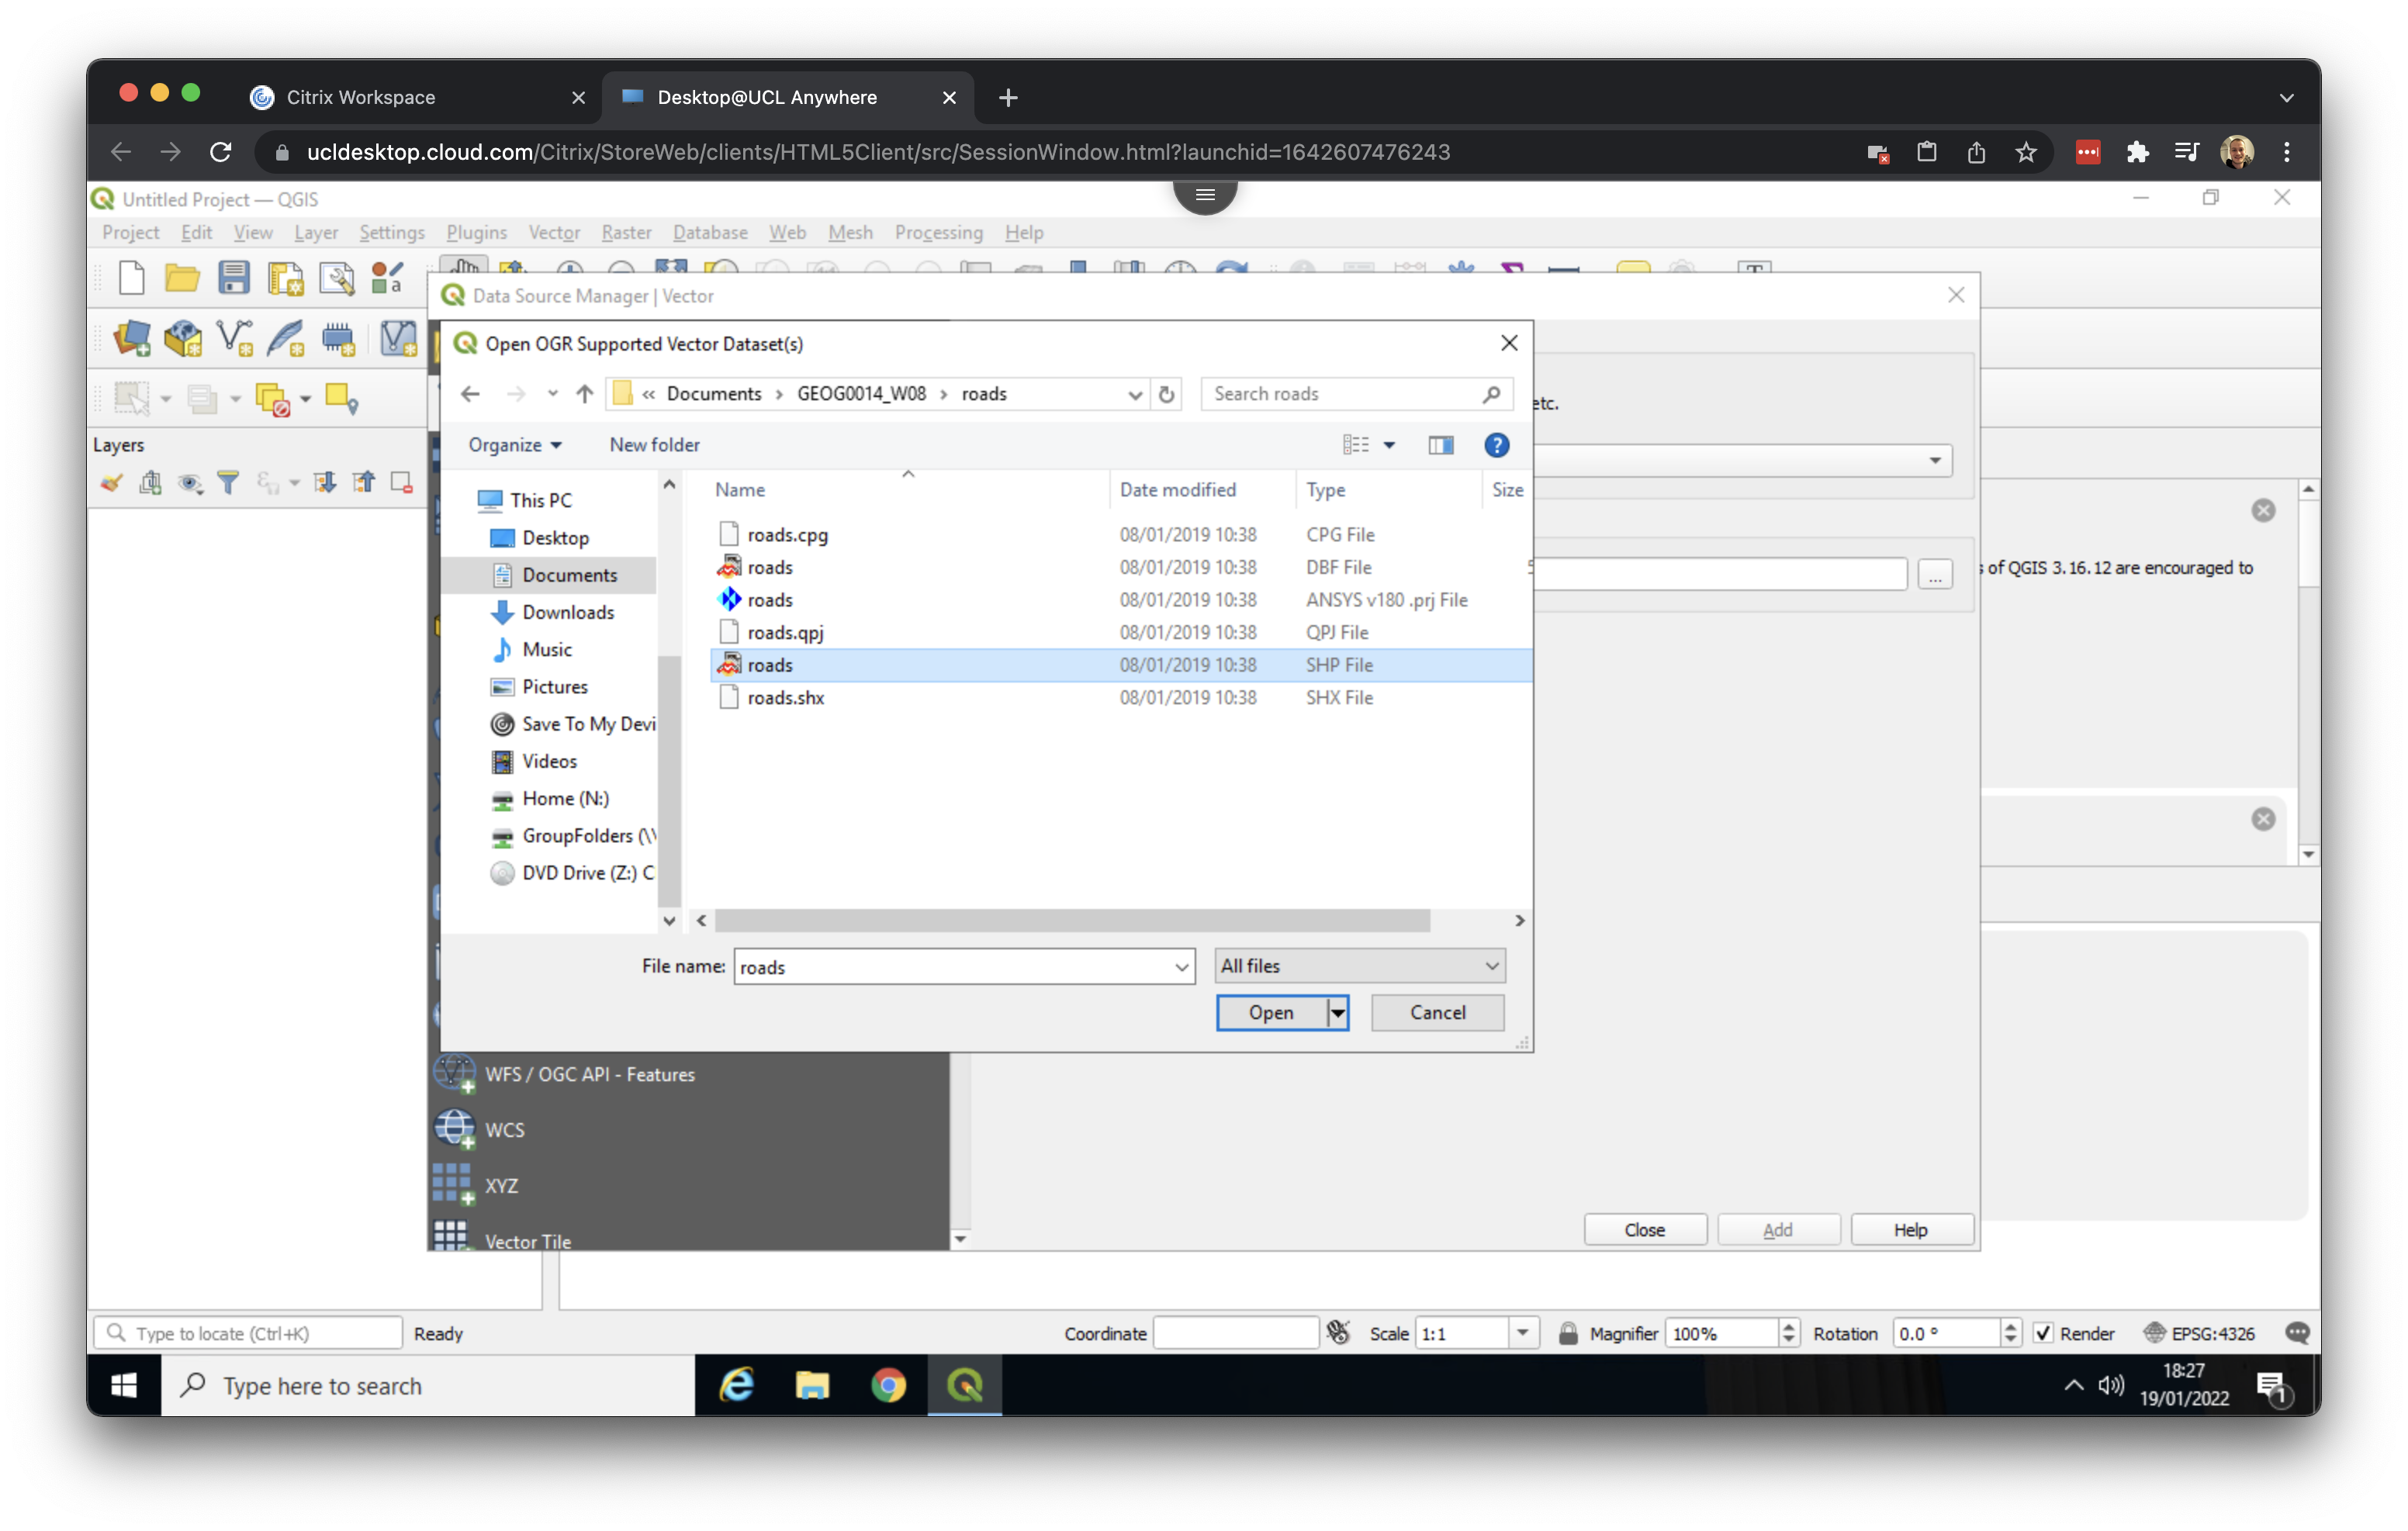 Citrix Workspace
Desktop@UCL Anywhere
ucldesktop.cloud.com/Citrix/StoreWeb/clients/HTML5Client/src/SessionWindow.html?launchid=1642607476243
Untitled Project — QGIS
Project Edit View Layer Settings Plugins Vector Raster Database Web Mesh Processing Help
Data Source Manager | Vector
Open OGR Supported Vector Dataset(s)
« Documents > GEOG0014_W08 > roads
Search roads
etc.
Layers
Organize
New folder
Name Date modified Type Size
This PC
Desktop
Documents
Downloads
Music
Pictures
Save To My Devi
Videos
Home (N:)
GroupFolders (\\
DVD Drive (Z:) C
roads.cpg 08/01/2019 10:38 CPG File
roads 08/01/2019 10:38 DBF File
roads 08/01/2019 10:38 ANSYS v180 .prj File
roads.qpj 08/01/2019 10:38 QPJ File
roads 08/01/2019 10:38 SHP File
roads.shx 08/01/2019 10:38 SHX File
...
of QGIS 3.16.12 are encouraged to
File name: roads
All files
Open
Cancel
WFS / OGC API - Features
WCS
XYZ
Vector Tile
Close Add Help
Type to locate (Ctrl+K)
Ready
Coordinate
Scale 1:1
Magnifier 100%
Rotation 0.0 °
Render
EPSG:4326
Type here to search
18:27
19/01/2022
1